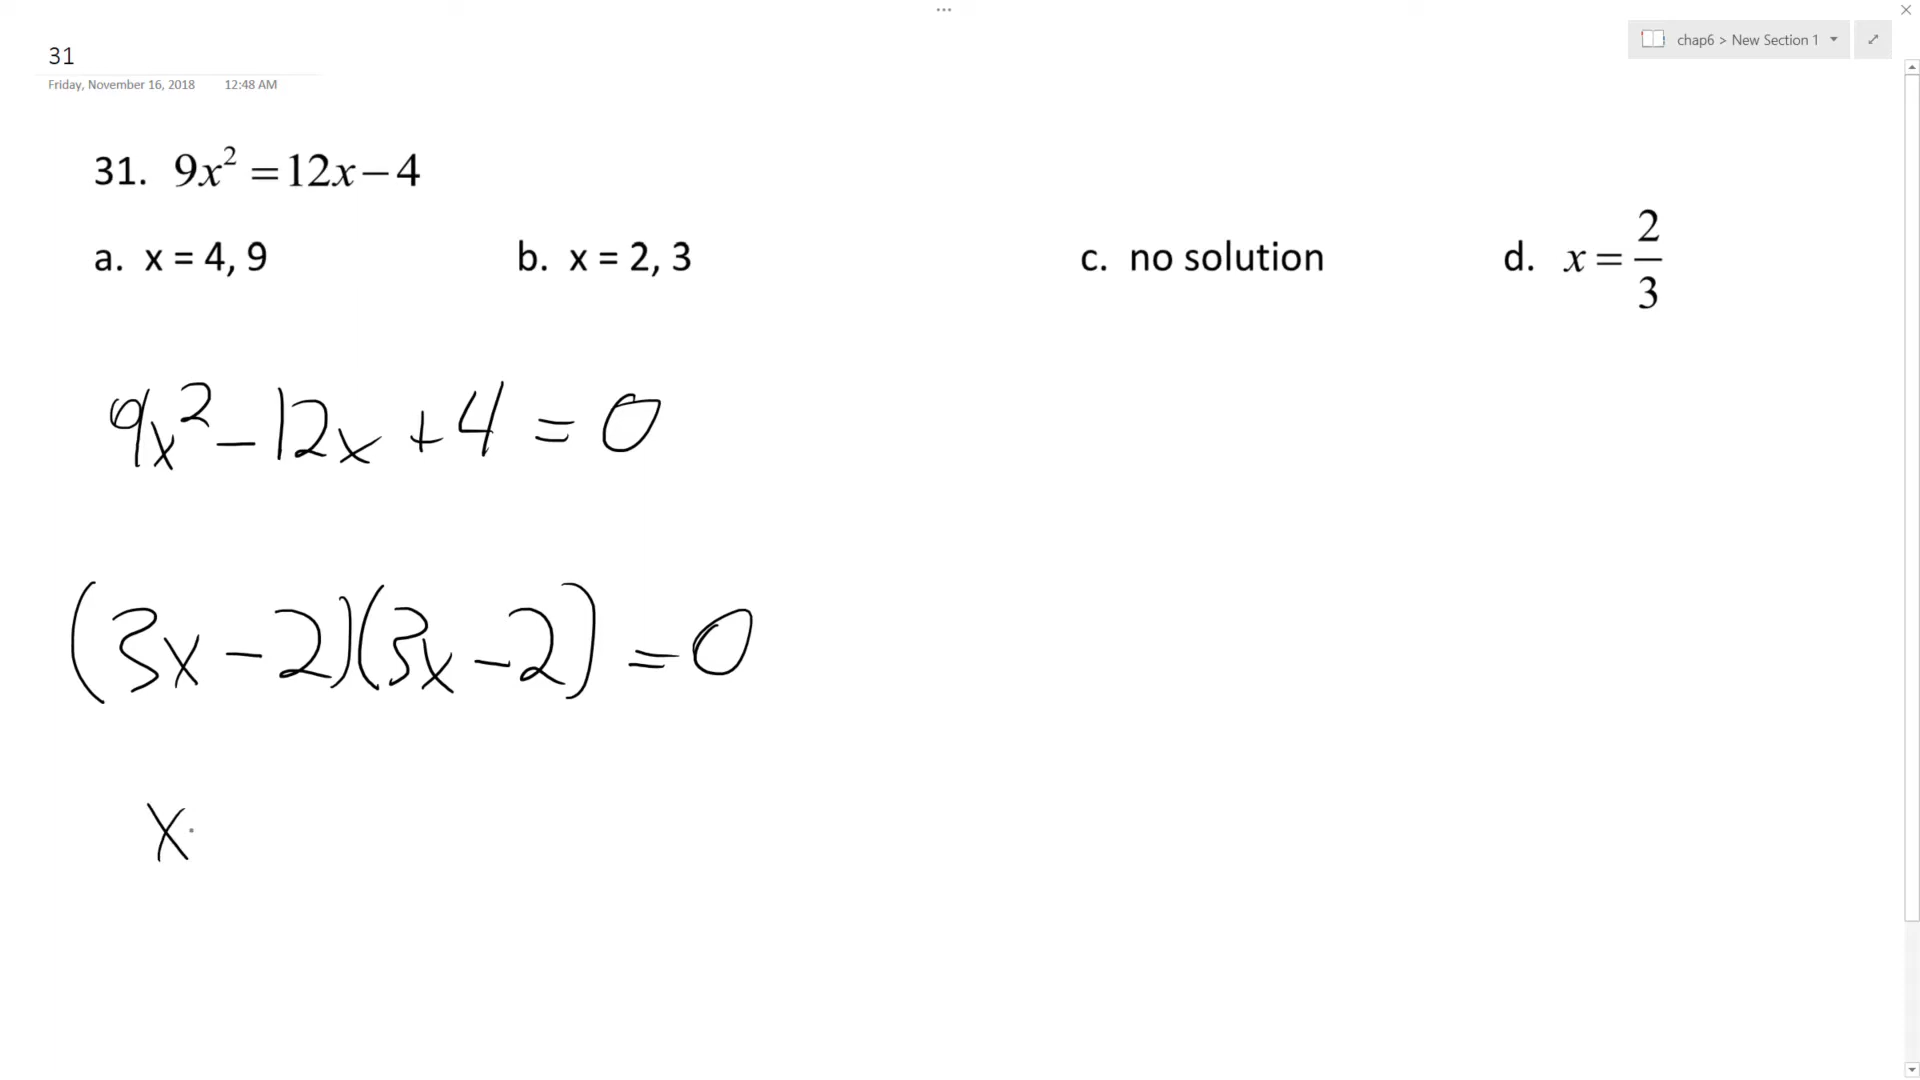 31
Friday, November 16, 2018 12:48 AM
chap6 > New Section 1
31. 9x² = 12x − 4
a. x = 4, 9 b. x = 2, 3 c. no solution d. x = 2/3
9x² − 12x + 4 = 0
(3x − 2)(3x − 2) = 0
x